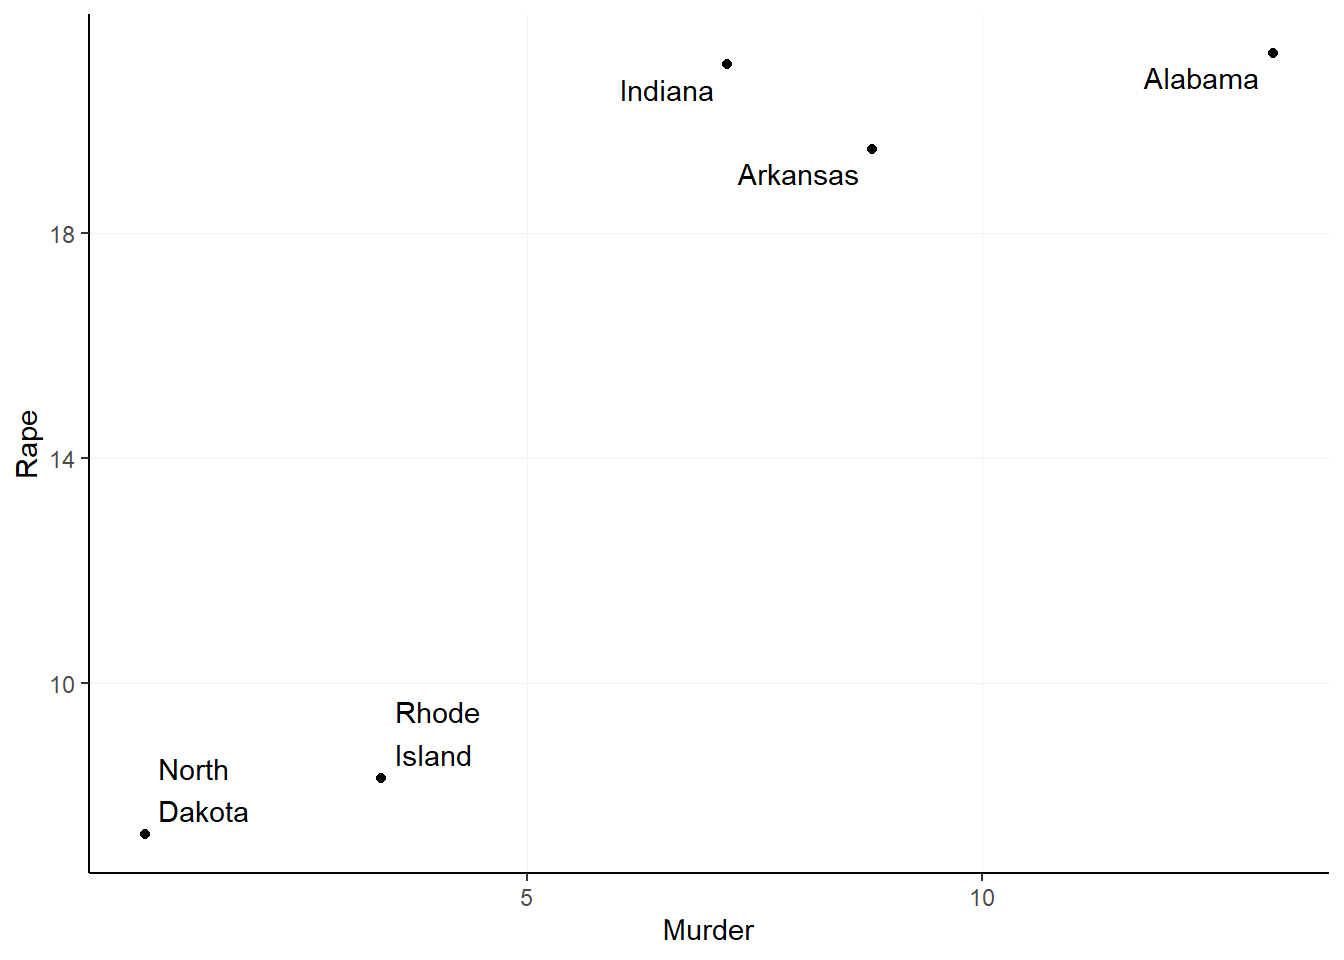 Indiana
Alabama
Arkansas
18
Rape
14
10
Rhode
Island
North
Dakota
5
10
Murder